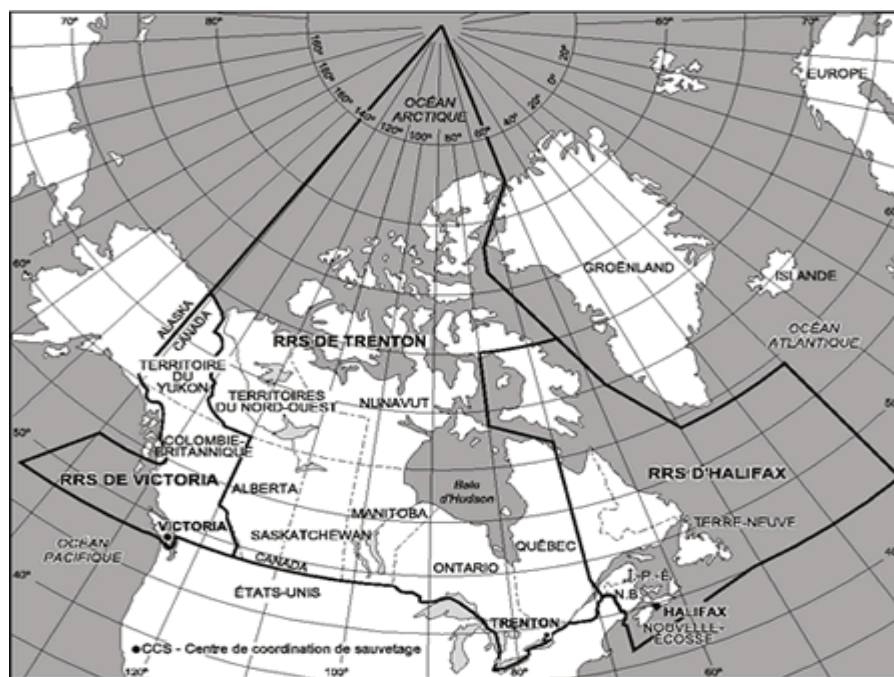 70°
80°
60°
70°
EUROPE
160°
180°
160°
140°
120°
100°
80°
60°
40°
20°
0°
20°
OCÉAN
ARCTIQUE
60°
GROËNLAND
ISLANDE
OCÉAN
ATLANTIQUE
ALASKA
CANADA
RRS DE TRENTON
TERRITOIRE
DU
YUKON
TERRITOIRES
DU NORD-OUEST
NUNAVUT
50°
50°
COLOMBIE-
BRITANNIQUE
RRS DE VICTORIA
RRS D'HALIFAX
ALBERTA
Baie
d'Hudson
MANITOBA
VICTORIA
SASKATCHEWAN
QUÉBEC
TERRE-NEUVE
OCÉAN
PACIFIQUE
CANADA
ONTARIO
40°
40°
Î.-P.-É.
N.B.
ÉTATS-UNIS
TRENTON
HALIFAX
NOUVELLE-
ÉCOSSE
CCS - Centre de coordination de sauvetage
120°
100°
80°
60°